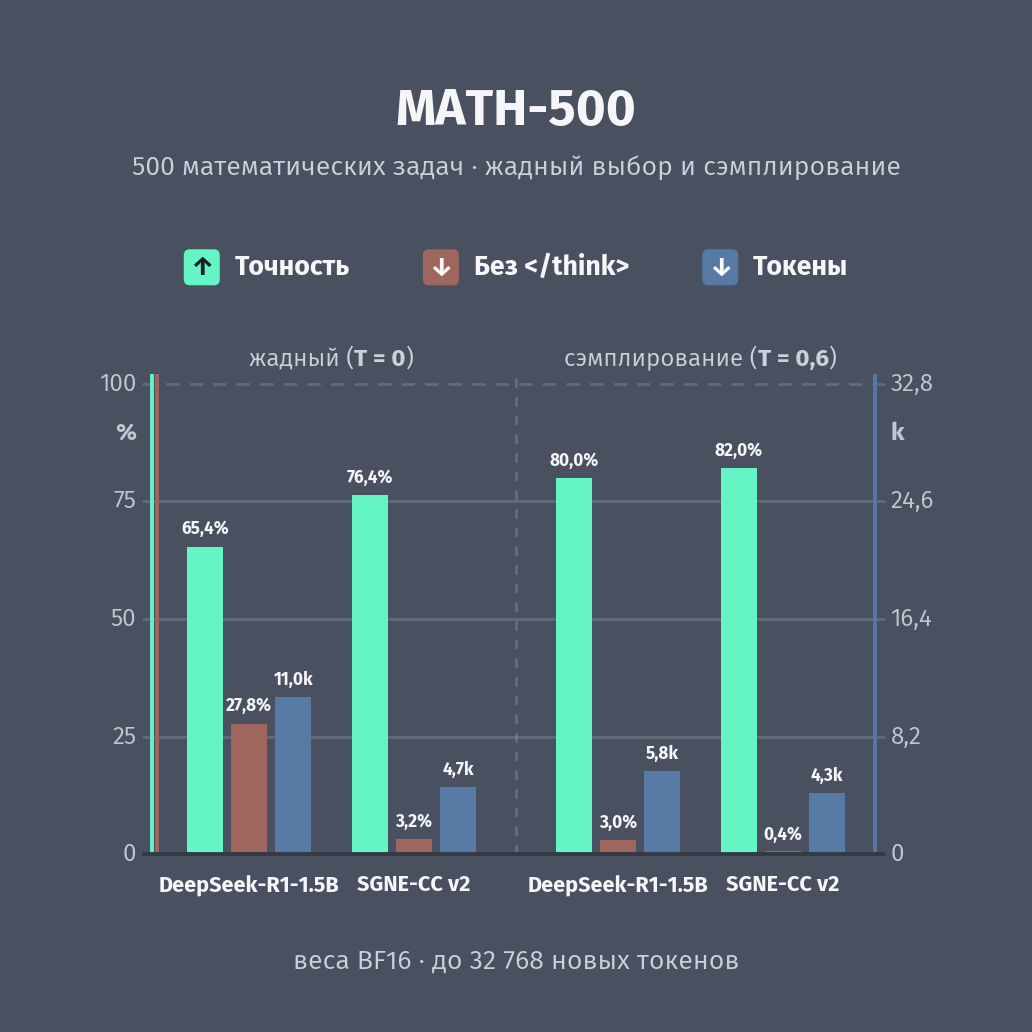 MATH-500
500 математических задач · жадный выбор и сэмплирование
↑ Точность ↓ Без </think> ↓ Токены
жадный (T = 0) сэмплирование (T = 0,6)
100 32,8
% k
82,0%
80,0%
76,4%
75 24,6
65,4%
50 16,4
11,0k
27,8%
5,8k
25 8,2
4,7k 4,3k
3,2% 3,0% 0,4%
0 0
DeepSeek-R1-1.5B SGNE-CC v2 DeepSeek-R1-1.5B SGNE-CC v2
веса BF16 · до 32 768 новых токенов